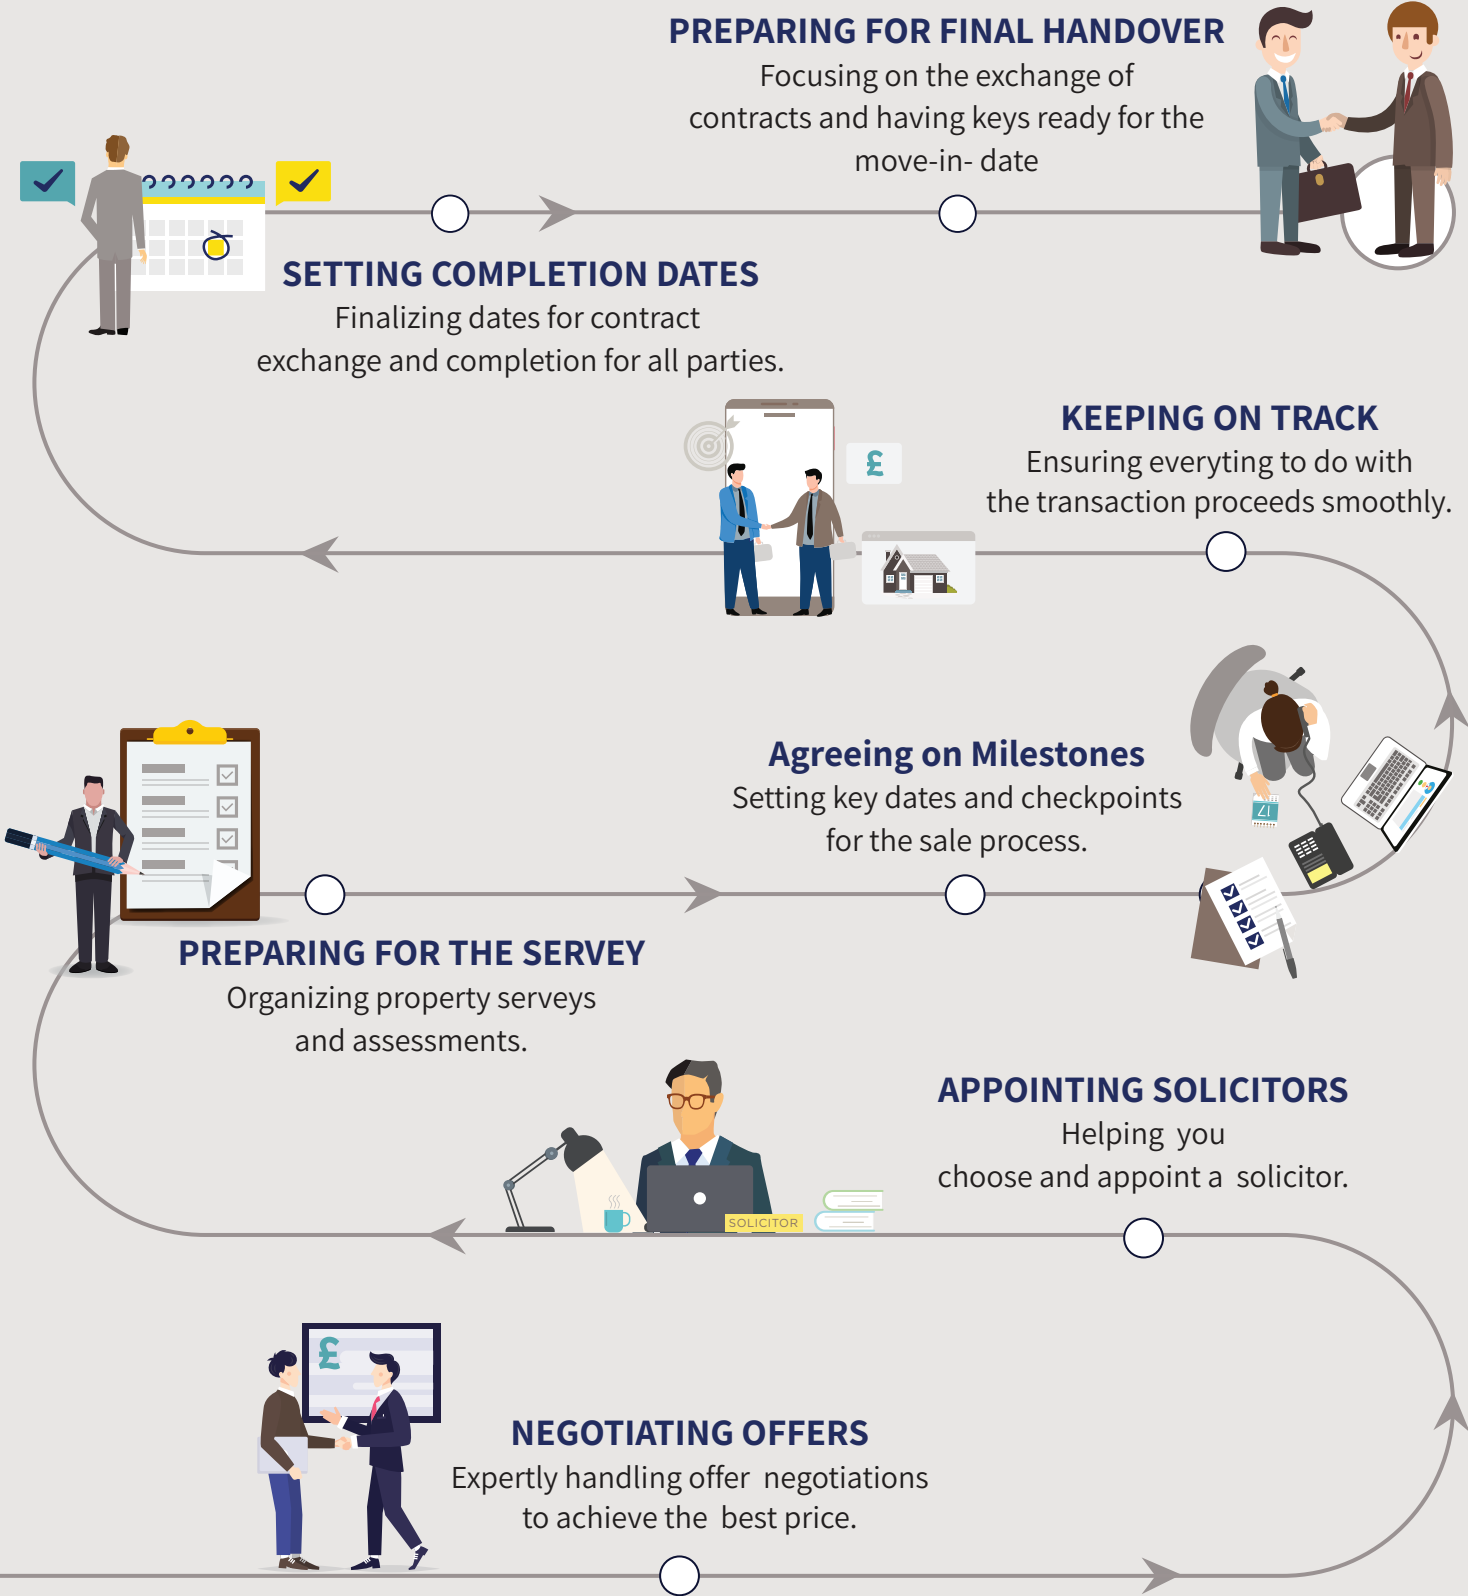 PREPARING FOR FINAL HANDOVER
Focusing on the exchange of
contracts and having keys ready for the
move-in- date
SETTING COMPLETION DATES
Finalizing dates for contract
exchange and completion for all parties.
KEEPING ON TRACK
Ensuring everyting to do with
the transaction proceeds smoothly.
£
Agreeing on Milestones
Setting key dates and checkpoints
for the sale process.
17
PREPARING FOR THE SERVEY
Organizing property serveys
and assessments.
APPOINTING SOLICITORS
Helping you
choose and appoint a solicitor.
SOLICITOR
£
NEGOTIATING OFFERS
Expertly handling offer negotiations
to achieve the best price.